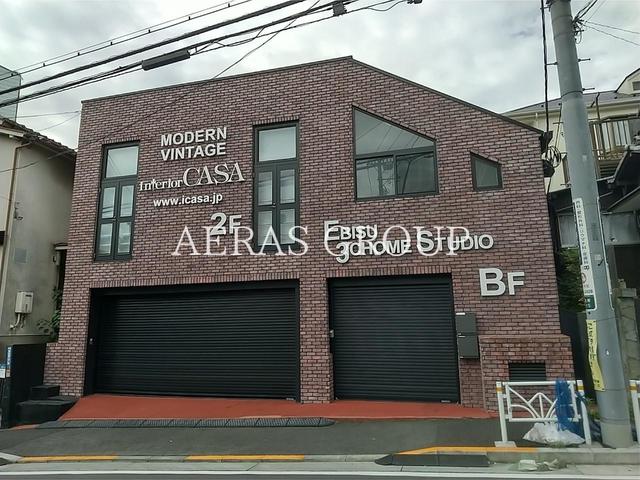 MODERN
VINTAGE
Interior CASA
www.icasa.jp
2F
AERAS GROUP
EBISU
3CHOME STUDIO
BF